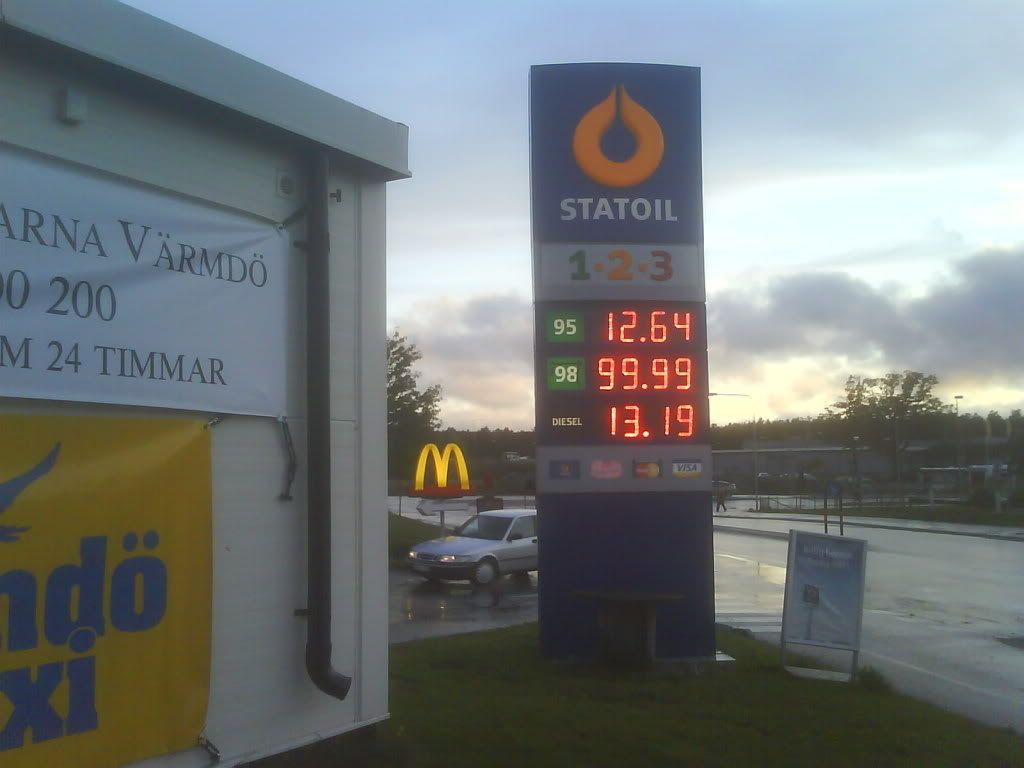 ARNA VÄRMDÖ
00 200
M 24 TIMMAR
ndö
xi
STATOIL
1·2·3
95 12.64
98 99.99
DIESEL 13.19
MasterCard
VISA